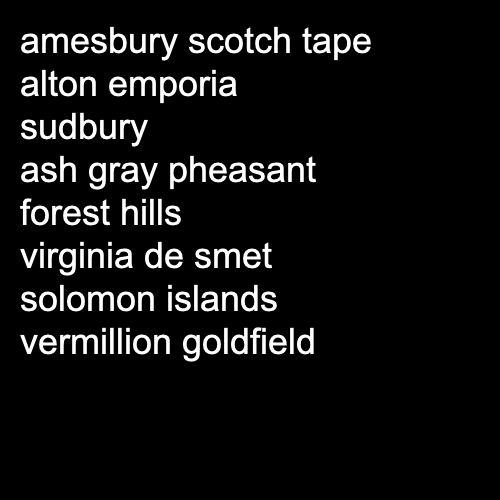 amesbury scotch tape
alton emporia
sudbury
ash gray pheasant
forest hills
virginia de smet
solomon islands
vermillion goldfield